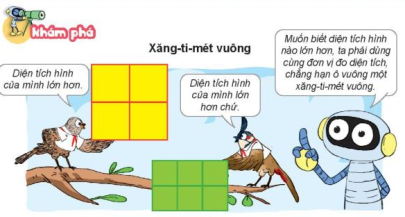 khám phá
Xăng-ti-mét vuông
Diện tích hình
của mình lớn hơn.
Diện tích hình
của mình lớn
hơn chứ.
Muốn biết diện tích hình
nào lớn hơn, ta phải dùng
cùng đơn vị đo diện tích,
chẳng hạn ô vuông một
xăng-ti-mét vuông.